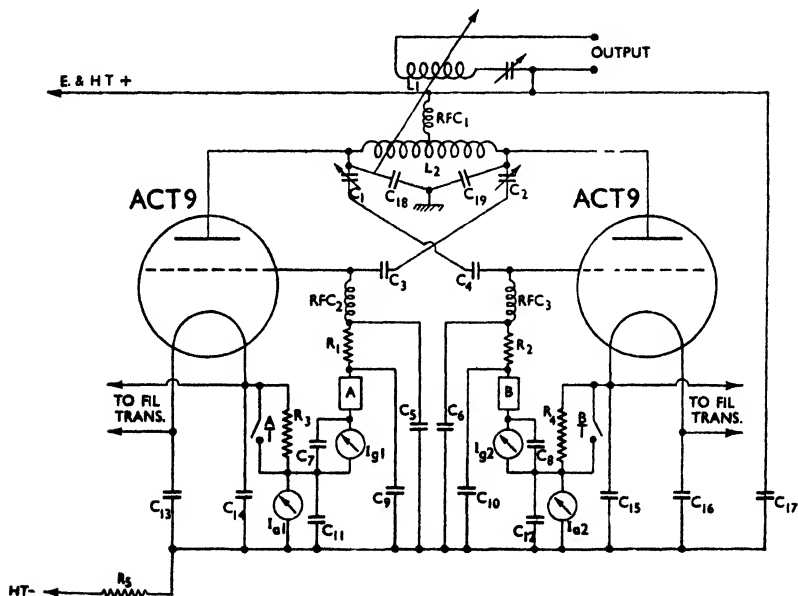 OUTPUT
L1
E. & H T +
RFC1
L2
C1
C18
C19
C2
ACT9
ACT9
C3
C4
RFC2
RFC3
R1
R2
A
B
TO FIL
TRANS.
A
R3
C7
Ig1
C5
C6
Ig2
C8
R4
B
TO FIL
TRANS.
C13
C14
Ia1
C11
C9
C10
C12
Ia2
C15
C16
C17
HT-
R5